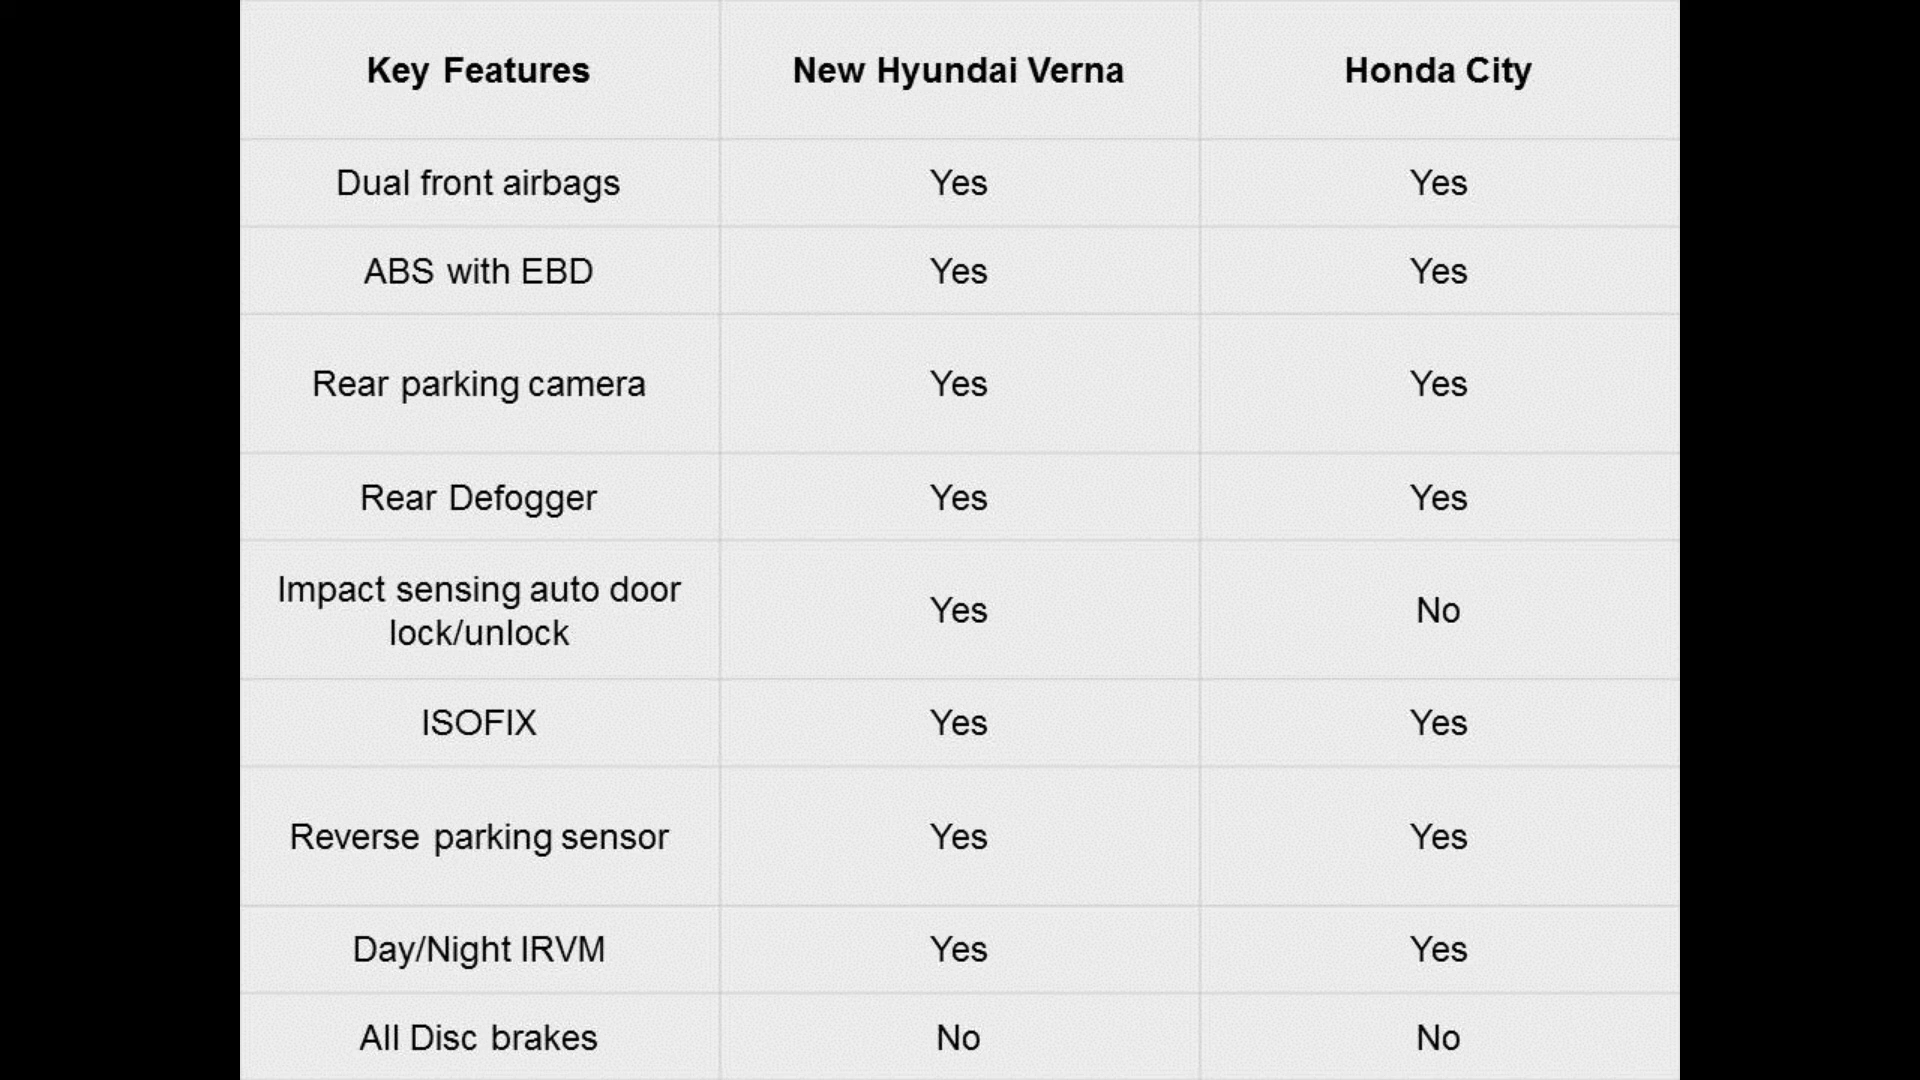 Key Features New Hyundai Verna Honda City
Dual front airbags Yes Yes
ABS with EBD Yes Yes
Rear parking camera Yes Yes
Rear Defogger Yes Yes
Impact sensing auto door
lock/unlock Yes No
ISOFIX Yes Yes
Reverse parking sensor Yes Yes
Day/Night IRVM Yes Yes
All Disc brakes No No